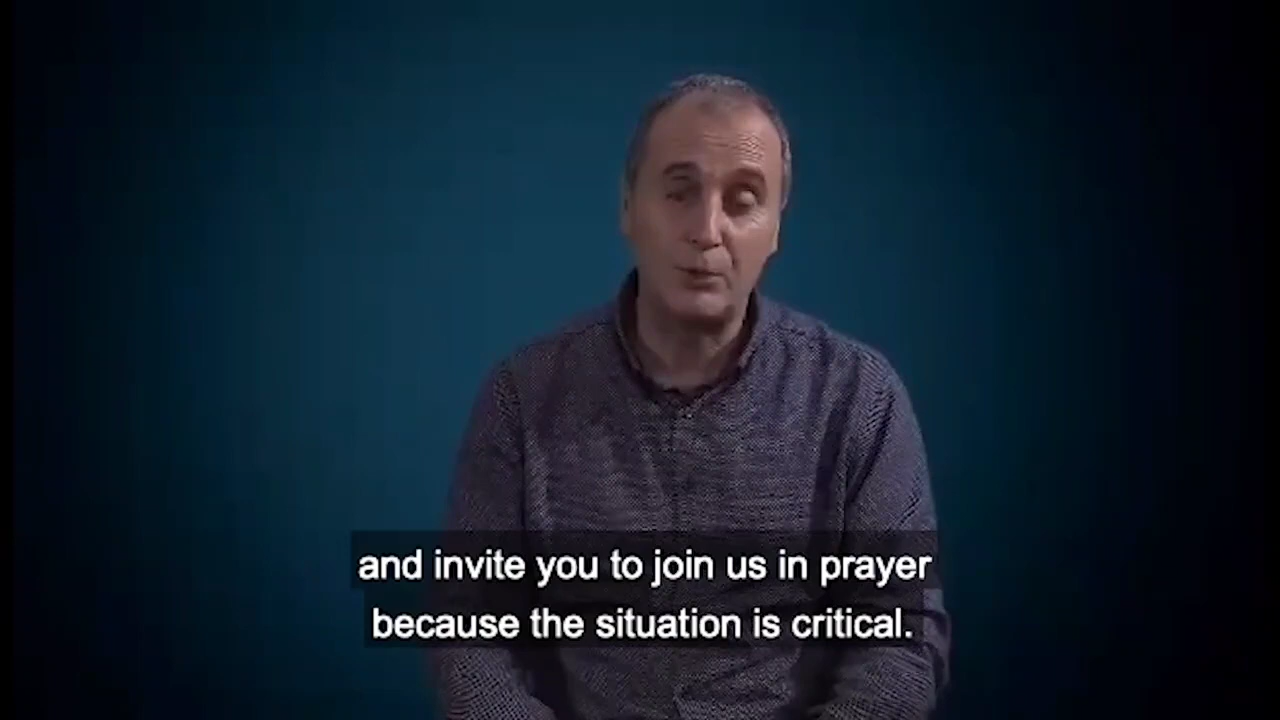 and invite you to join us in prayer
because the situation is critical.